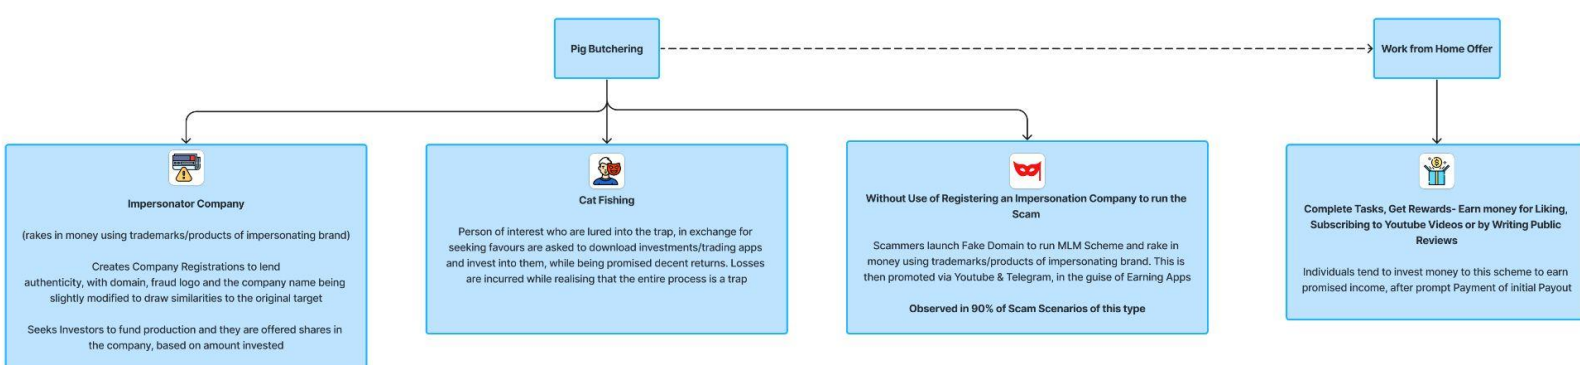 Pig Butchering
Work from Home Offer
Impersonator Company
(rakes in money using trademarks/products of impersonating brand)
Creates Company Registrations to lend
authenticity, with domain, fraud logo and the company name being
slightly modified to draw similarities to the original target
Seeks Investors to fund production and they are offered shares in
the company, based on amount invested
Cat Fishing
Person of interest who are lured into the trap, in exchange for
seeking favours are asked to download investments/trading apps
and invest into them, while being promised decent returns. Losses
are incurred while realising that the entire process is a trap
Without Use of Registering an Impersonation Company to run the
Scam
Scammers launch Fake Domain to run MLM Scheme and rake in
money using trademarks/products of impersonating brand. This is
then promoted via Youtube & Telegram, in the guise of Earning Apps
Observed in 90% of Scam Scenarios of this type
Complete Tasks, Get Rewards- Earn money for Liking,
Subscribing to Youtube Videos or by Writing Public
Reviews
Individuals tend to invest money to this scheme to earn
promised income, after prompt Payment of initial Payout